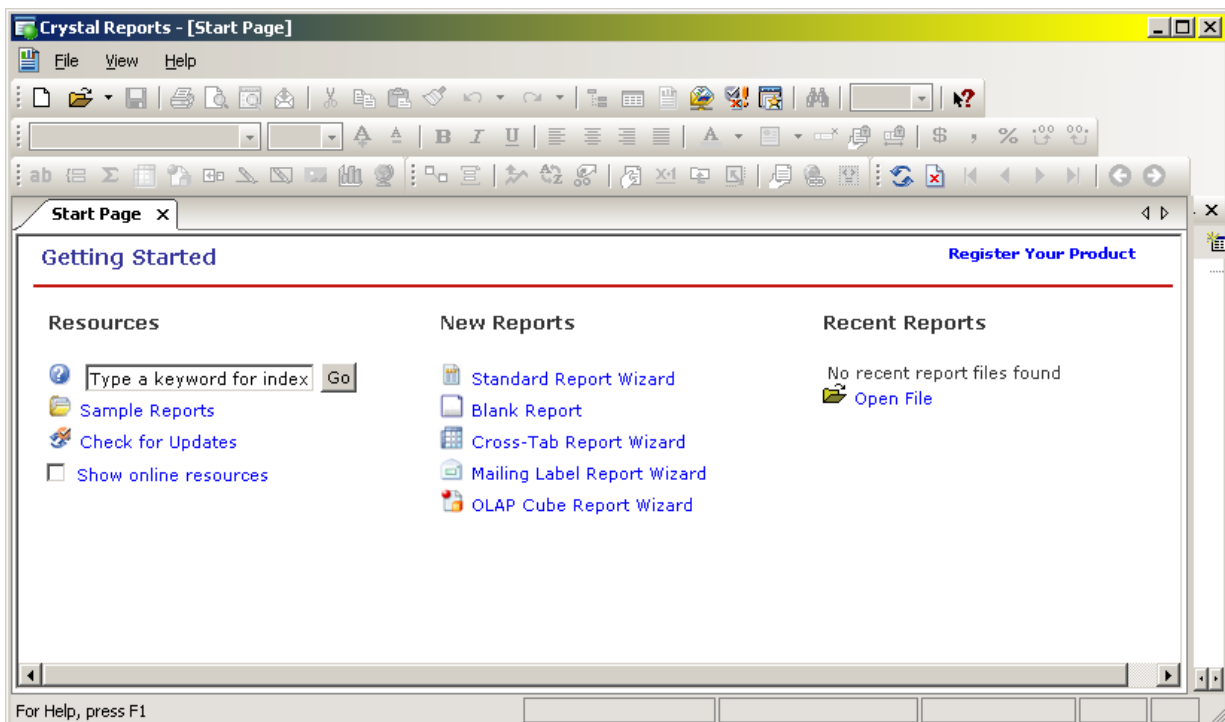 Crystal Reports - [Start Page]
File View Help
ab
B I U A $ , %
X·1
Start Page X
Getting Started
Register Your Product
Resources
Type a keyword for index
Go
Sample Reports
Check for Updates
Show online resources
New Reports
Standard Report Wizard
Blank Report
Cross-Tab Report Wizard
Mailing Label Report Wizard
OLAP Cube Report Wizard
Recent Reports
No recent report files found
Open File
For Help, press F1